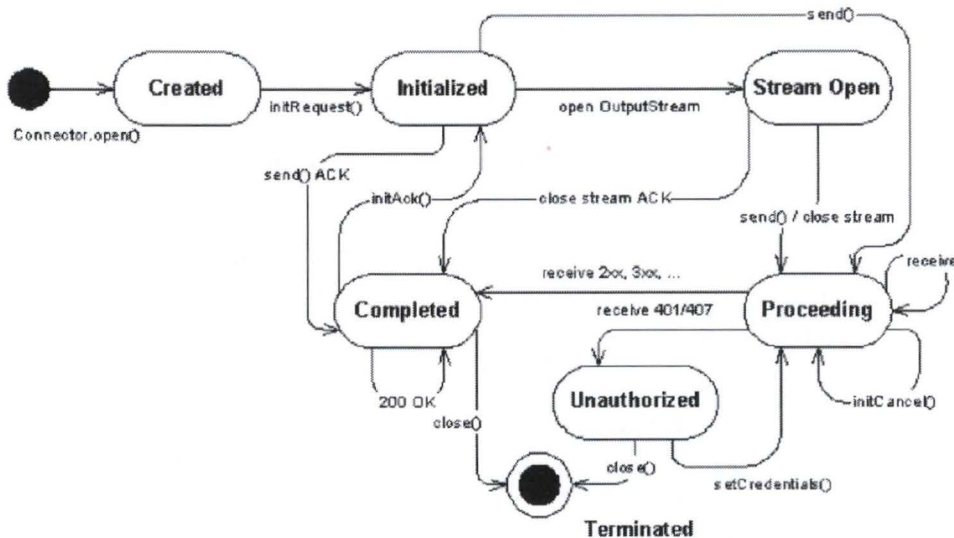 send()
Created
Initialized
Stream Open
initRequest()
open OutputStream
Connector.open()
send() ACK
initAck()
close stream ACK
send() / close stream
receive 2xx, 3xx, ...
receive
Completed
Proceeding
receive 401/407
Unauthorized
200 OK
initCancel()
close()
close()
setCredentials()
Terminated